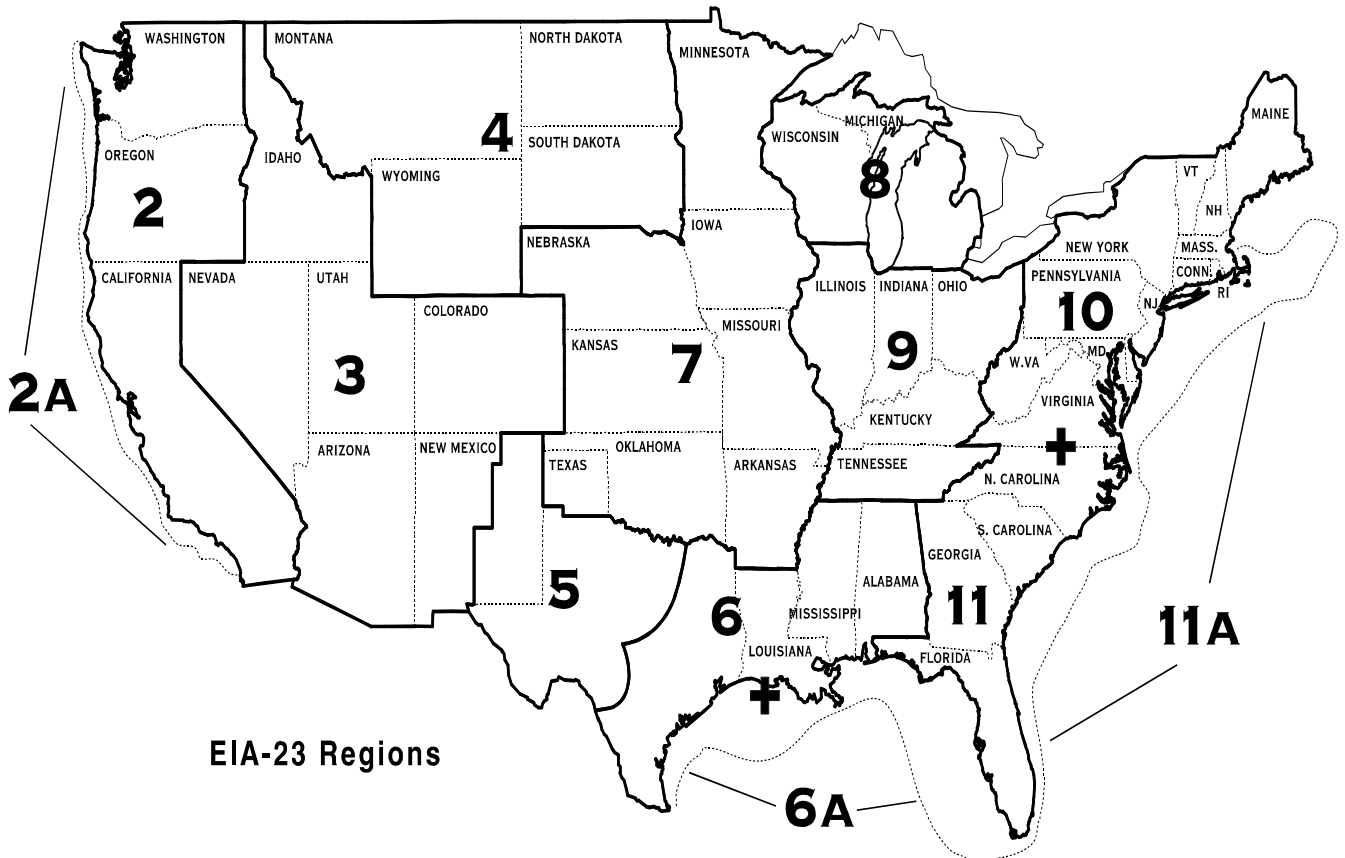 WASHINGTON
MONTANA
NORTH DAKOTA
MINNESOTA
MAINE
MICHIGAN
4
WISCONSIN
SOUTH DAKOTA
OREGON
IDAHO
WYOMING
VT
8
2
NH
IOWA
NEBRASKA
NEW YORK
MASS.
CALIFORNIA
NEVADA
UTAH
ILLINOIS
INDIANA
OHIO
PENNSYLVANIA
CONN
RI
10
NJ
COLORADO
MISSOURI
KANSAS
7
9
MD.
W.VA
3
2A
VIRGINIA
KENTUCKY
+
ARIZONA
NEW MEXICO
OKLAHOMA
TEXAS
ARKANSAS
TENNESSEE
N. CAROLINA
S. CAROLINA
GEORGIA
5
ALABAMA
6
MISSISSIPPI
11
11A
LOUISIANA
FLORIDA
+
EIA-23 Regions
6A